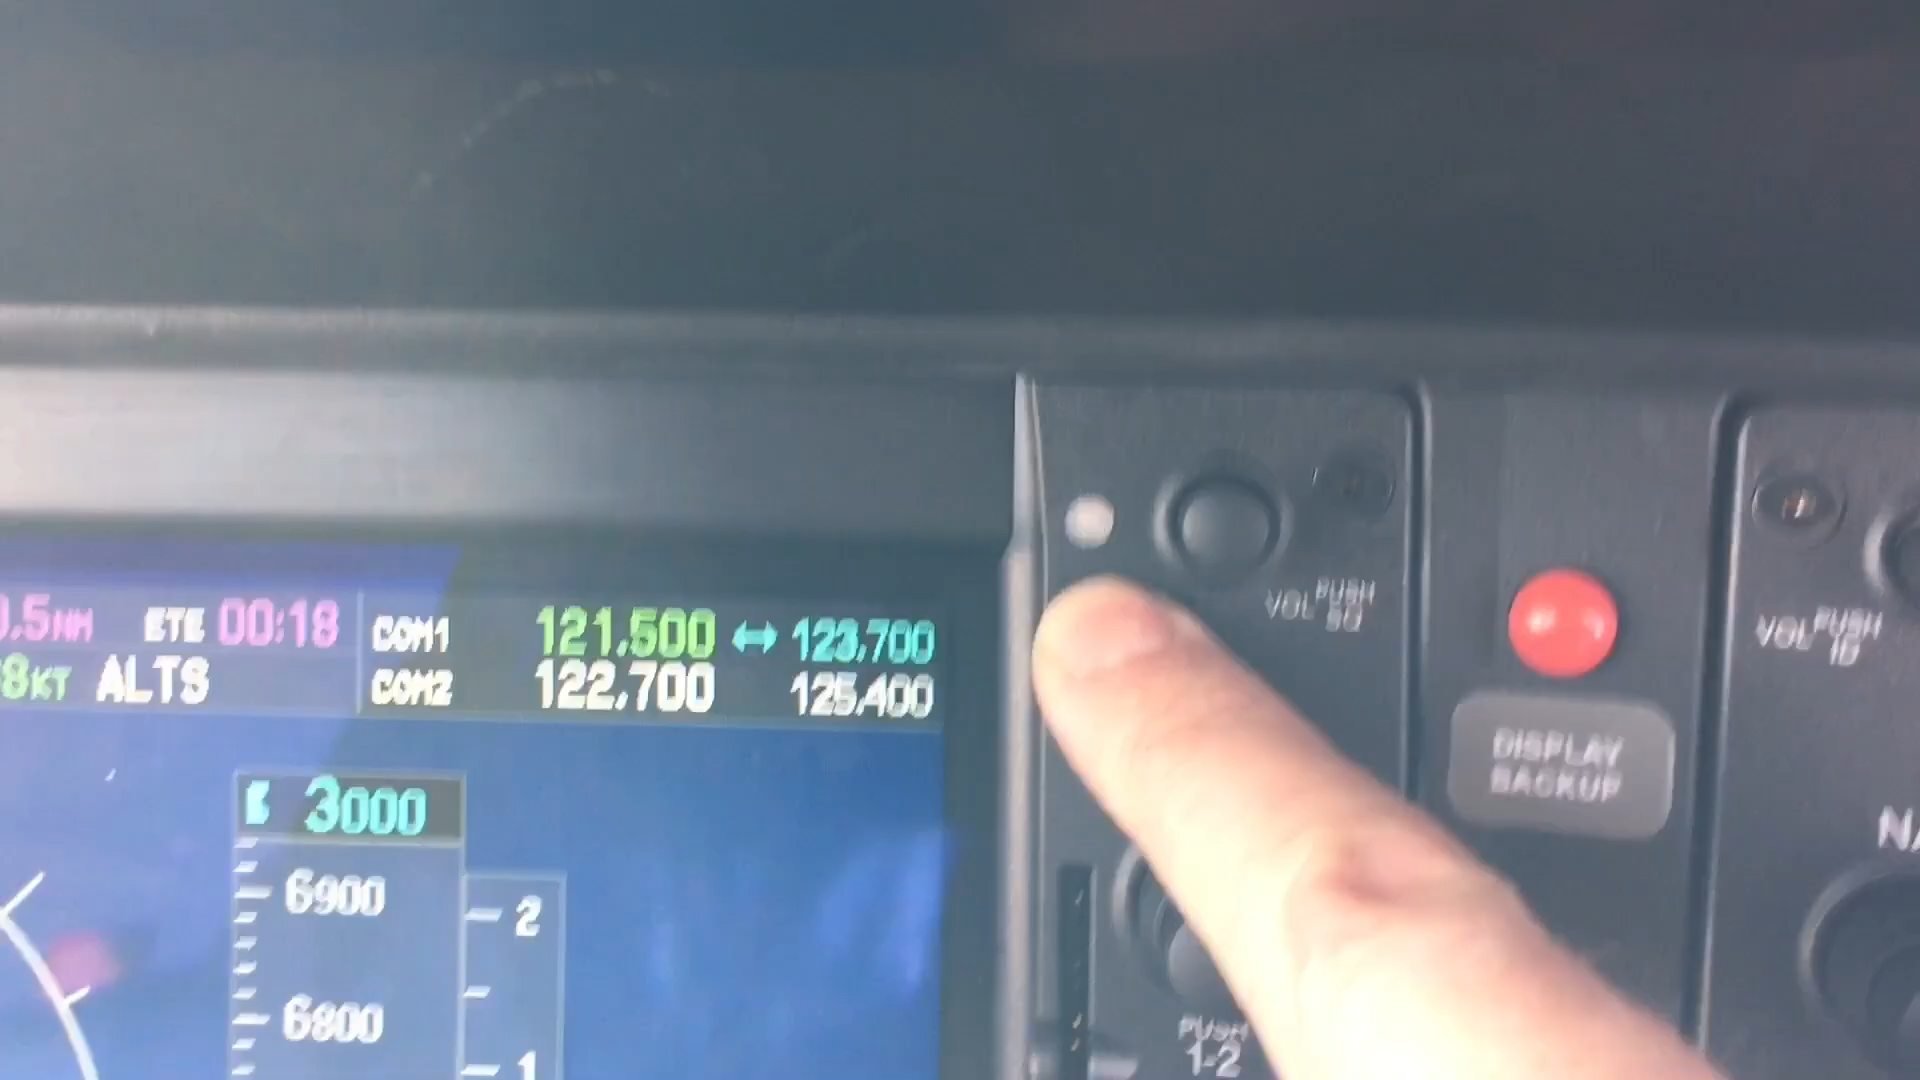 0.5NM ETE 00:18 COM1 121.500 ↔ 123.700
8KT ALTS COM2 122.700 125.400
3000
6900
6800
2
1
VOL PUSH SQ
DISPLAY
BACKUP
VOL PUSH ID
PUSH
1-2